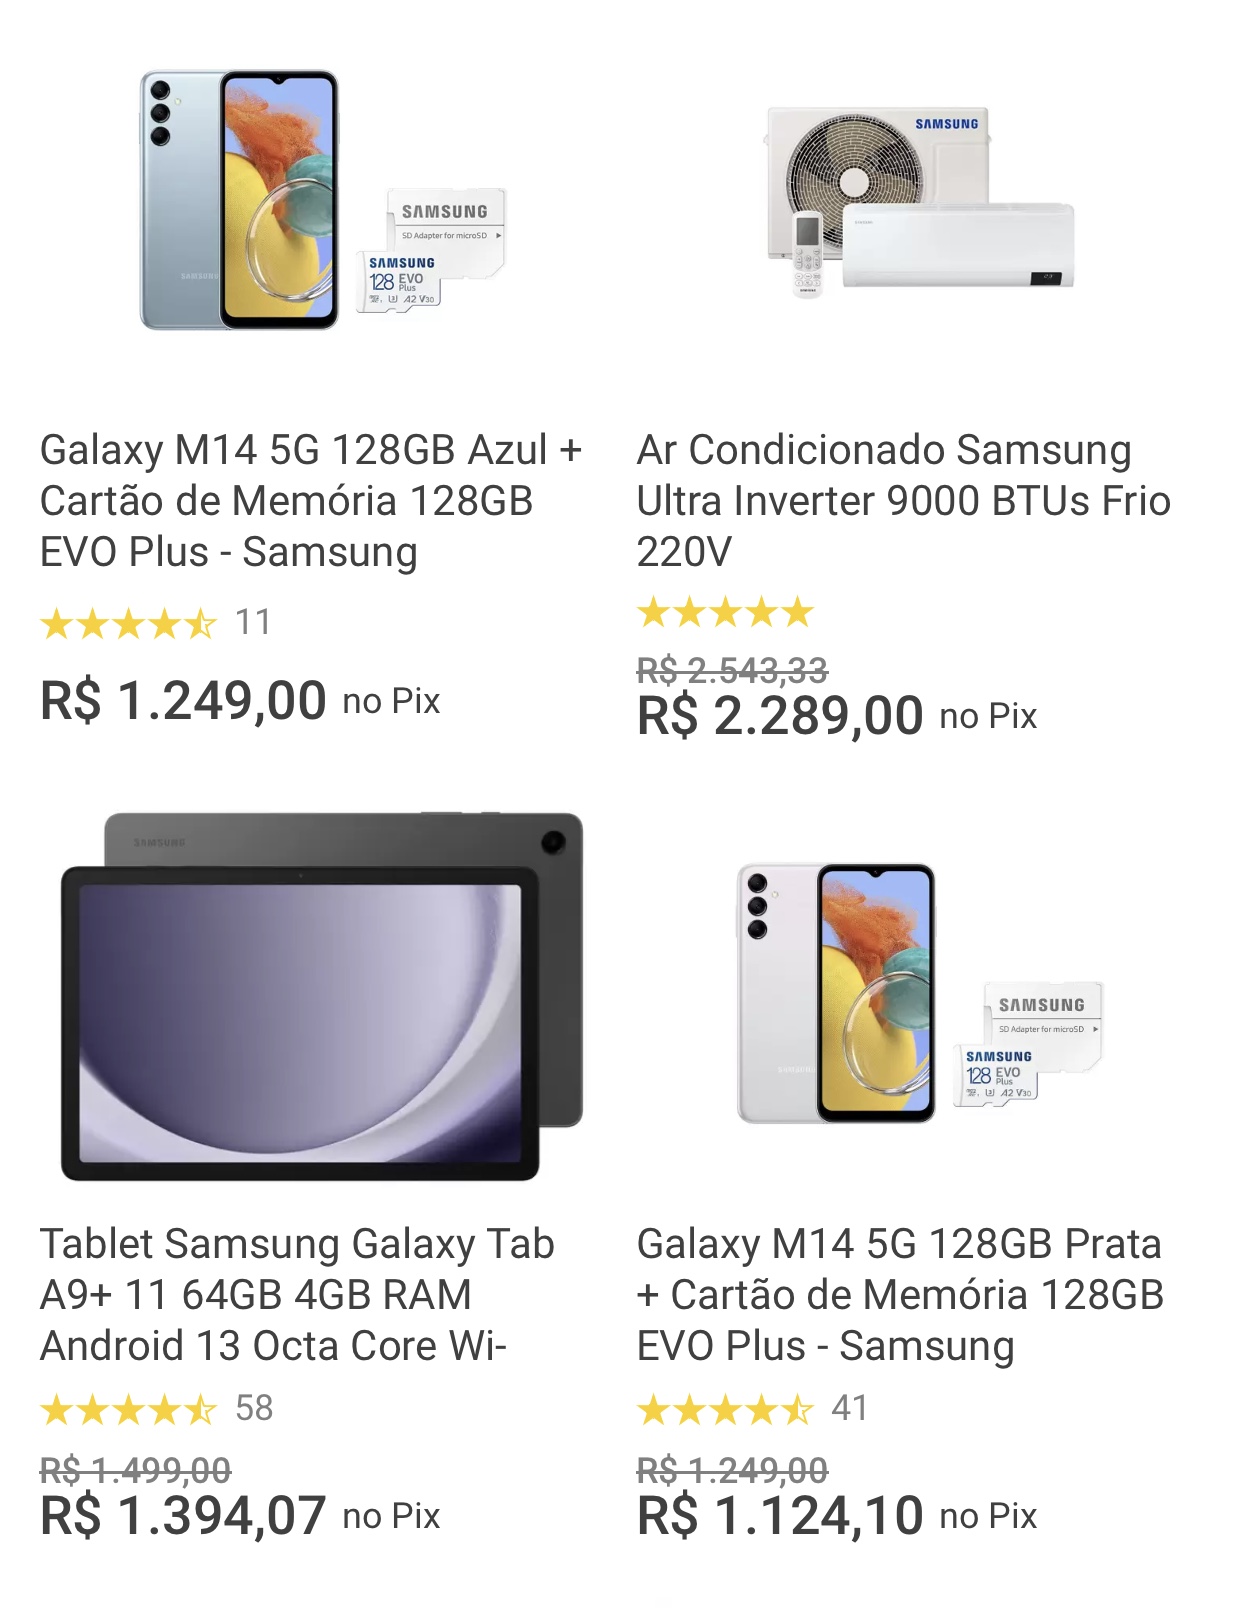 SAMSUNG
SD Adapter for microSD
SAMSUNG
128 EVO
Plus
A2 V30
SAMSUNG
Galaxy M14 5G 128GB Azul +
Cartão de Memória 128GB
EVO Plus - Samsung
11
R$ 1.249,00 no Pix
SAMSUNG
Ar Condicionado Samsung
Ultra Inverter 9000 BTUs Frio
220V
R$ 2.543,33
R$ 2.289,00 no Pix
SAMSUNG
Tablet Samsung Galaxy Tab
A9+ 11 64GB 4GB RAM
Android 13 Octa Core Wi-
58
R$ 1.499,00
R$ 1.394,07 no Pix
SAMSUNG
SD Adapter for microSD
SAMSUNG
128 EVO
Plus
A2 V30
SAMSUNG
Galaxy M14 5G 128GB Prata
+ Cartão de Memória 128GB
EVO Plus - Samsung
41
R$ 1.249,00
R$ 1.124,10 no Pix